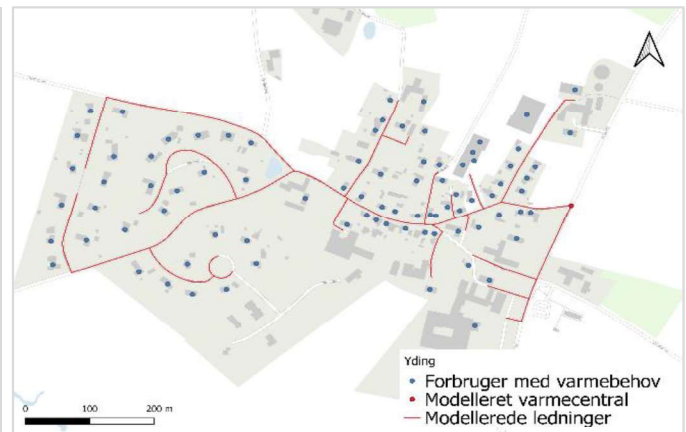 Yding
Forbruger med varmebehov
Modelleret varmecentral
Modellerede ledninger
0 100 200 m